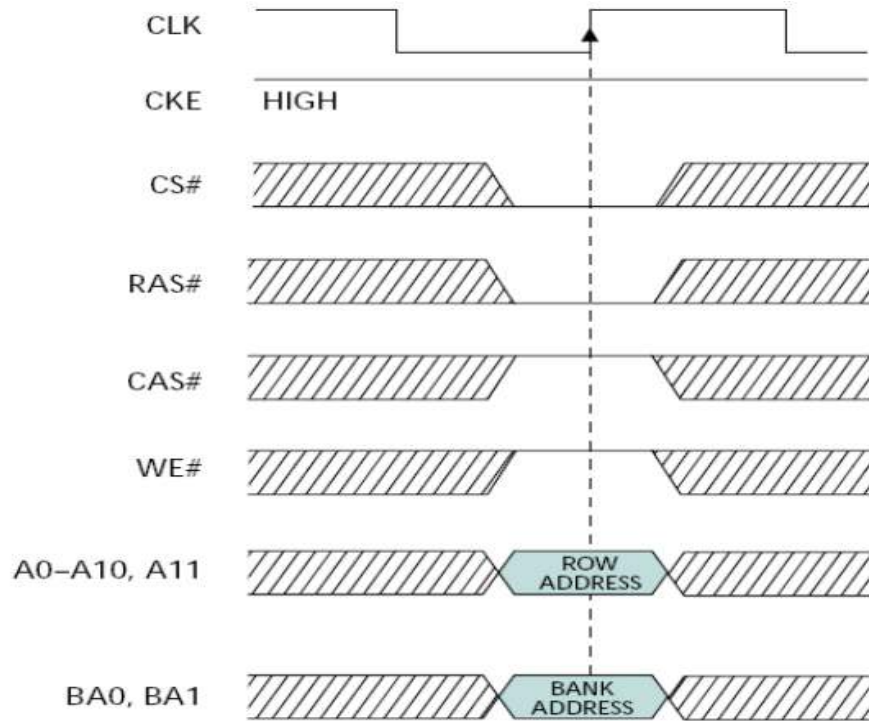 CLK
CKE HIGH
CS#
RAS#
CAS#
WE#
A0–A10, A11 ROW
ADDRESS
BA0, BA1 BANK
ADDRESS